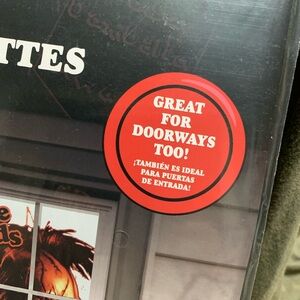 TTES
GREAT
FOR
DOORWAYS
TOO!
¡TAMBIÉN ES IDEAL
PARA PUERTAS
DE ENTRADA!